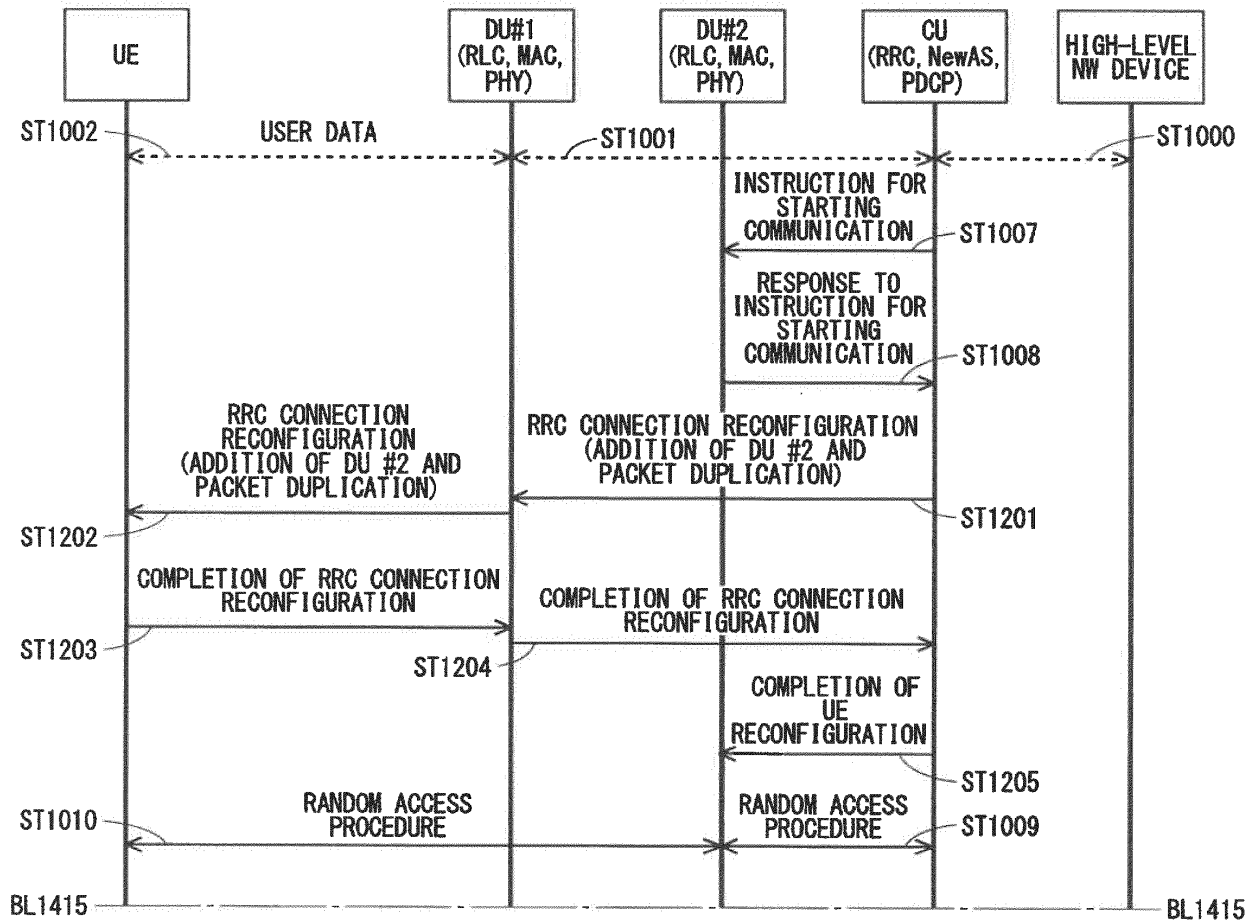 UE
DU#1
(RLC, MAC,
PHY)
DU#2
(RLC, MAC,
PHY)
CU
(RRC, NewAS,
PDCP)
HIGH-LEVEL
NW DEVICE
ST1002
USER DATA
ST1001
ST1000
INSTRUCTION FOR
STARTING
COMMUNICATION
ST1007
RESPONSE TO
INSTRUCTION FOR
STARTING
COMMUNICATION
ST1008
RRC CONNECTION
RECONFIGURATION
(ADDITION OF DU #2 AND
PACKET DUPLICATION)
RRC CONNECTION RECONFIGURATION
(ADDITION OF DU #2 AND
PACKET DUPLICATION)
ST1202
ST1201
COMPLETION OF RRC CONNECTION
RECONFIGURATION
COMPLETION OF RRC CONNECTION
RECONFIGURATION
ST1203
ST1204
COMPLETION OF
UE
RECONFIGURATION
ST1205
ST1010
RANDOM ACCESS
PROCEDURE
RANDOM ACCESS
PROCEDURE
ST1009
BL1415
BL1415